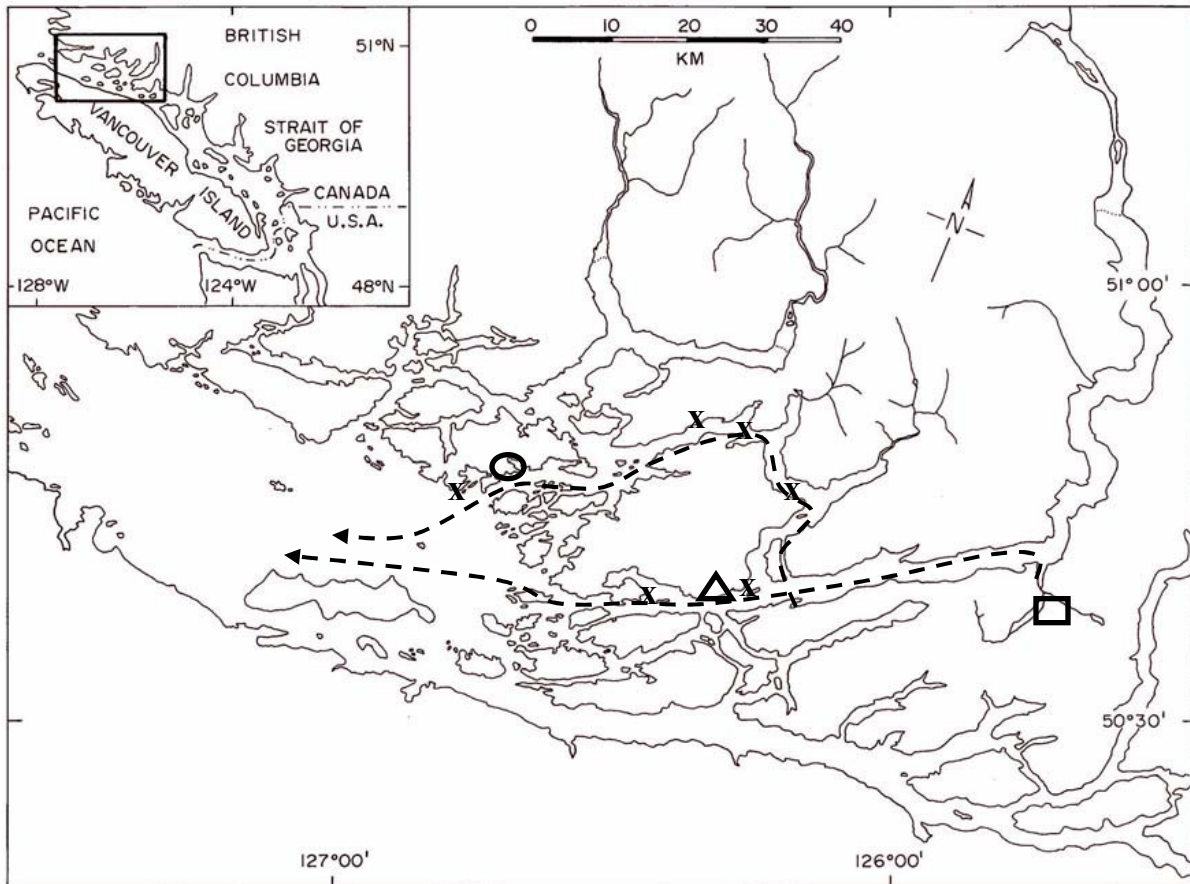 BRITISH
COLUMBIA
51°N
STRAIT OF
GEORGIA
VANCOUVER
ISLAND
CANADA
U.S.A.
PACIFIC
OCEAN
128°W
124°W
48°N
0 10 20 30 40
KM
N
51°00'
X
X
X
X
X
X
50°30'
127°00'
126°00'